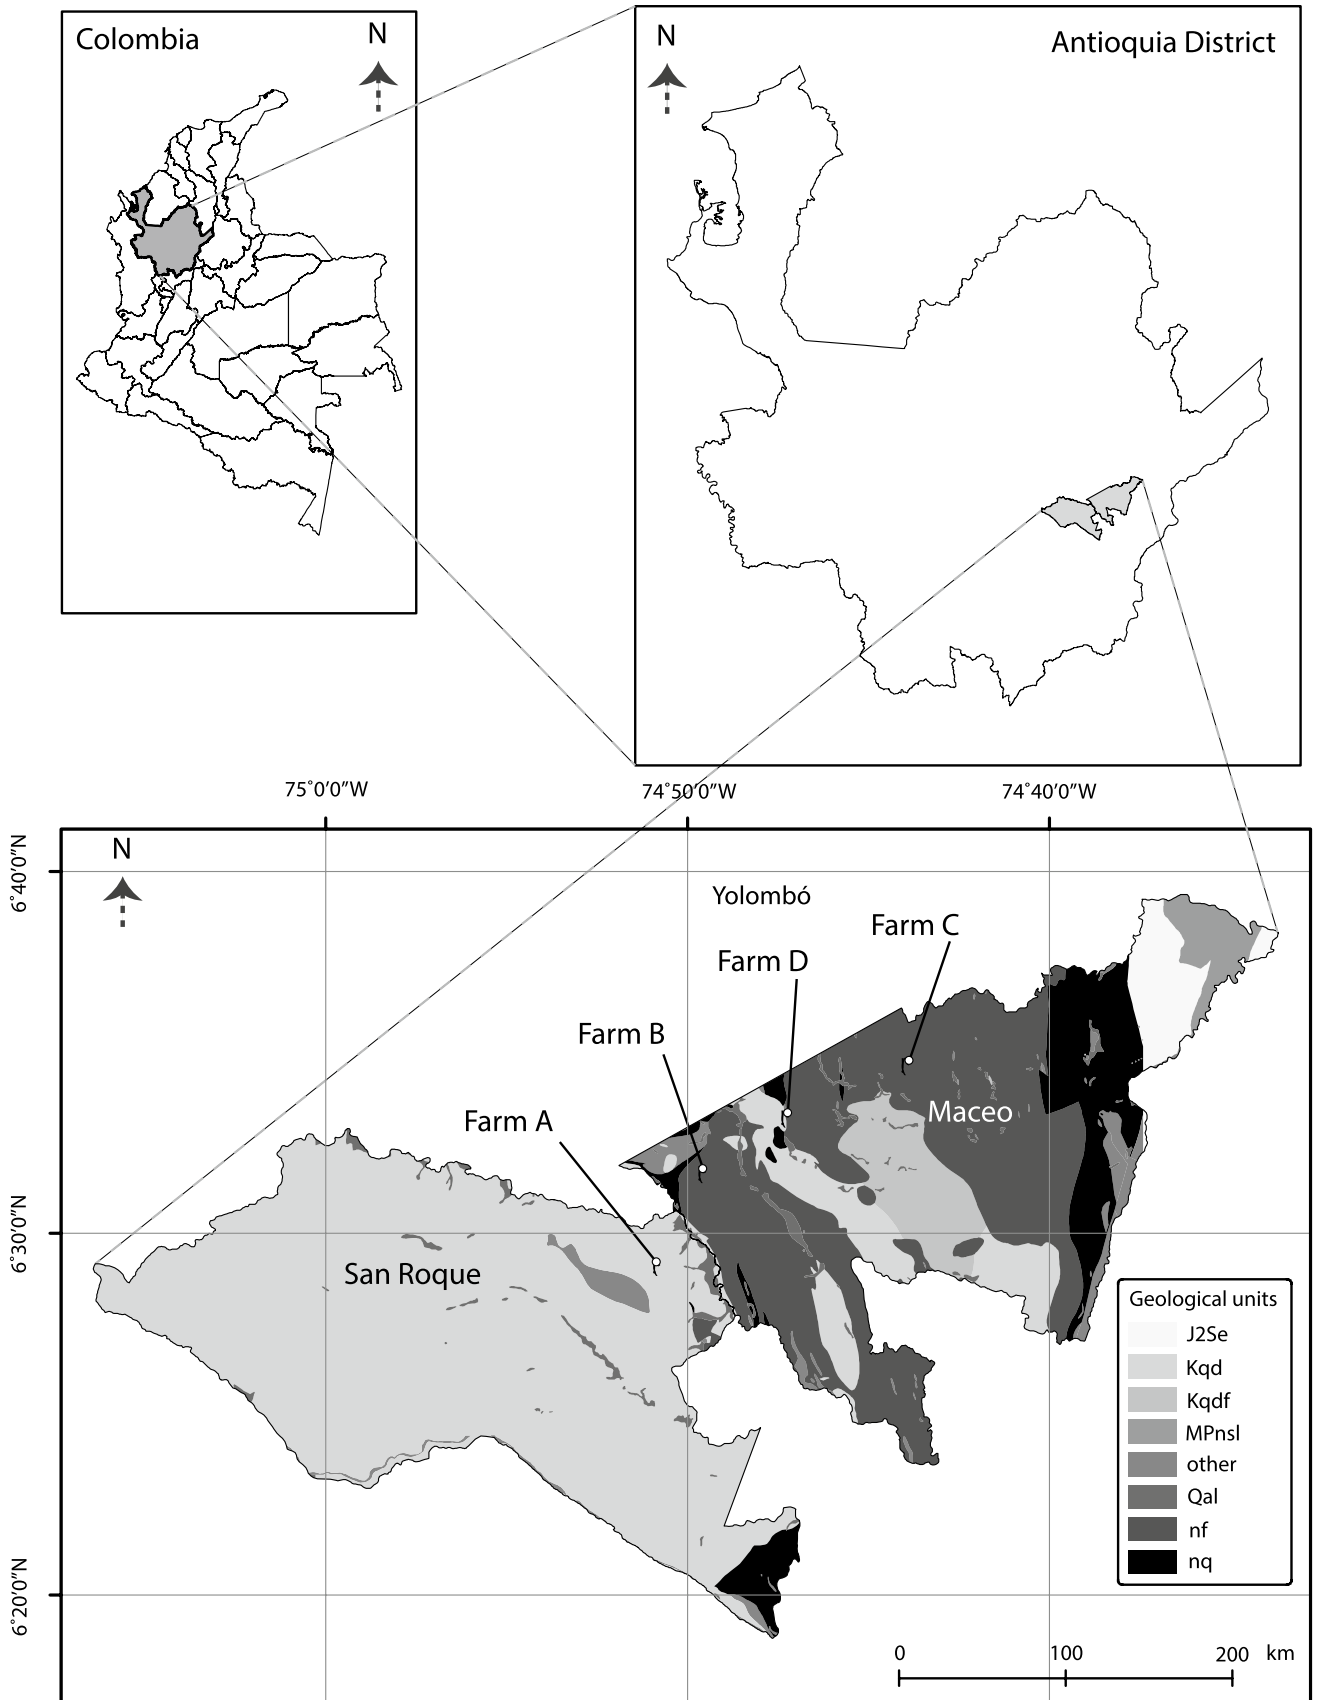 Colombia
N
N
Antioquia District
75˚0'0"W
74˚50'0"W
74˚40'0"W
6˚40'0"N
N
Yolombó
Farm C
Farm D
Farm B
Farm A
Maceo
6˚30'0"N
San Roque
Geological units
J2Se
Kqd
Kqdf
MPnsl
other
Qal
nf
nq
6˚20'0"N
0 100 200 km